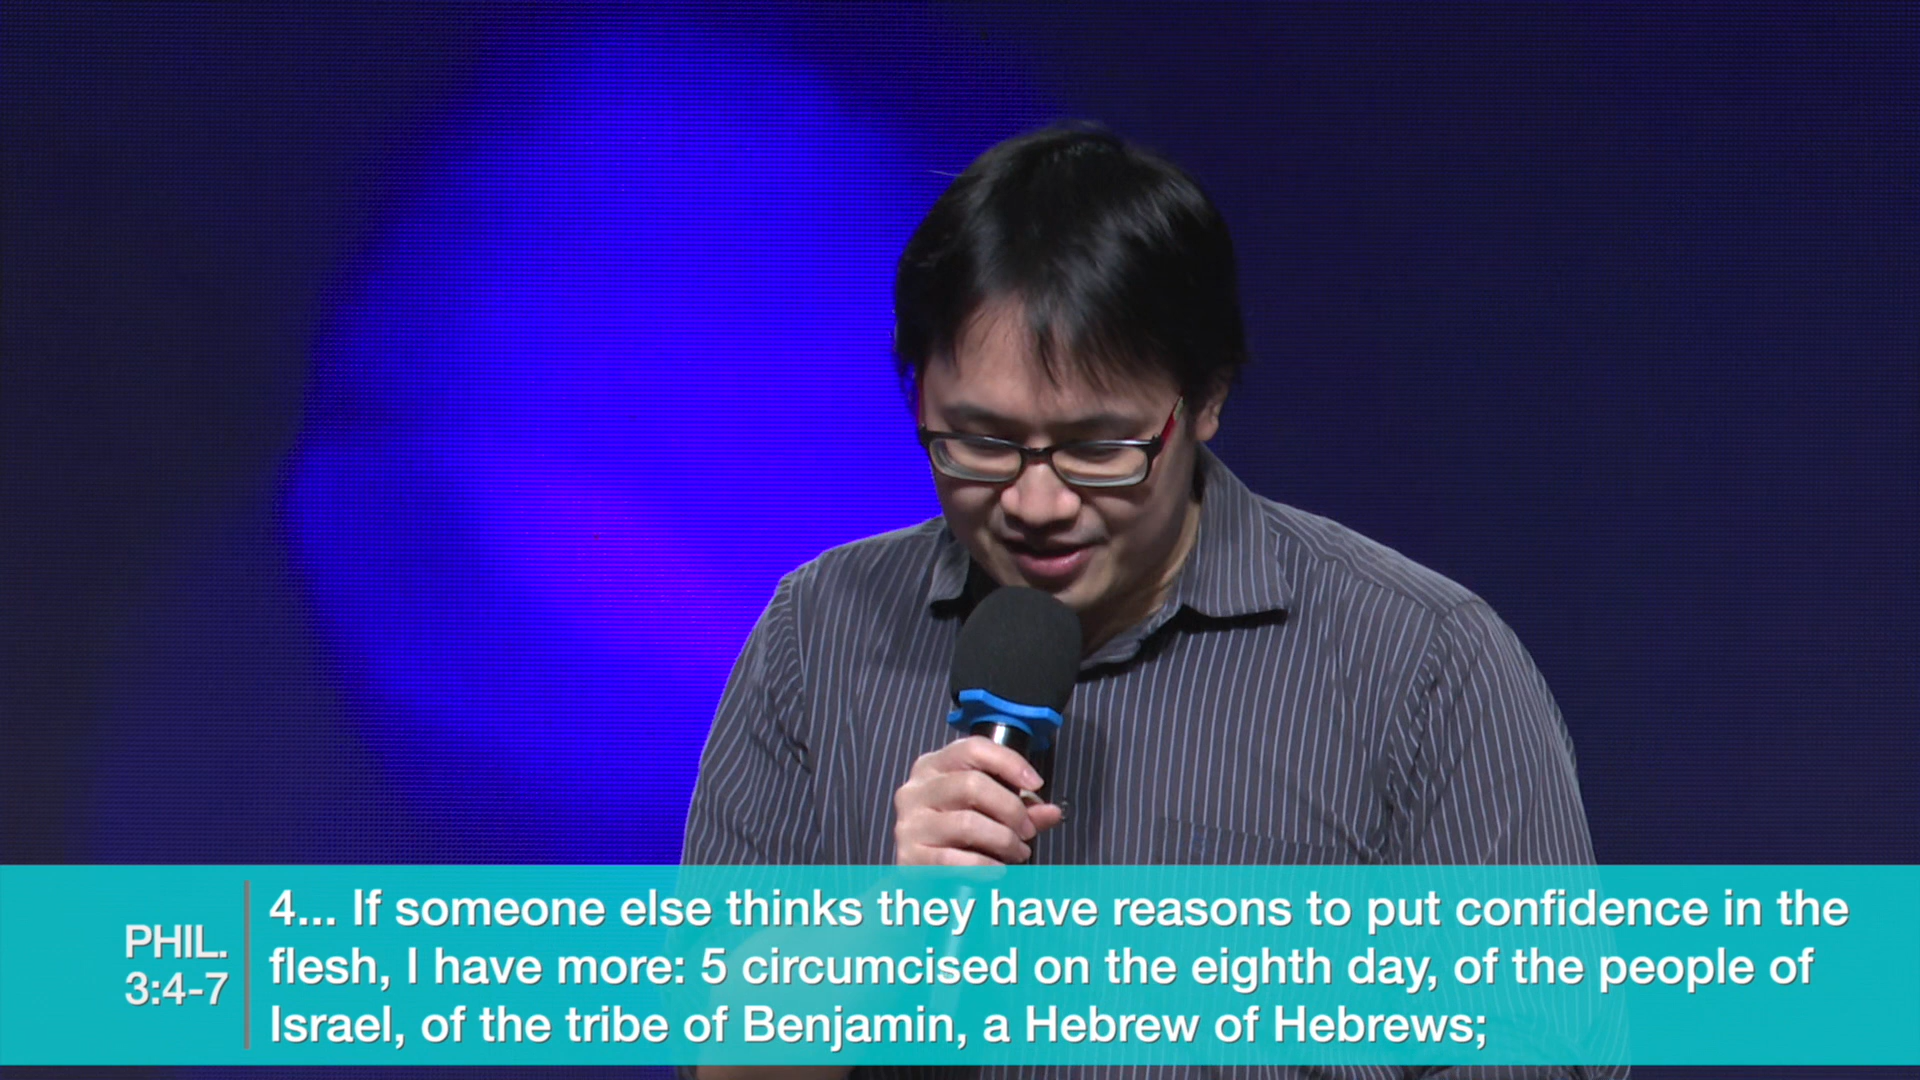 PHIL.
3:4-7
4... If someone else thinks they have reasons to put confidence in the
flesh, I have more: 5 circumcised on the eighth day, of the people of
Israel, of the tribe of Benjamin, a Hebrew of Hebrews;